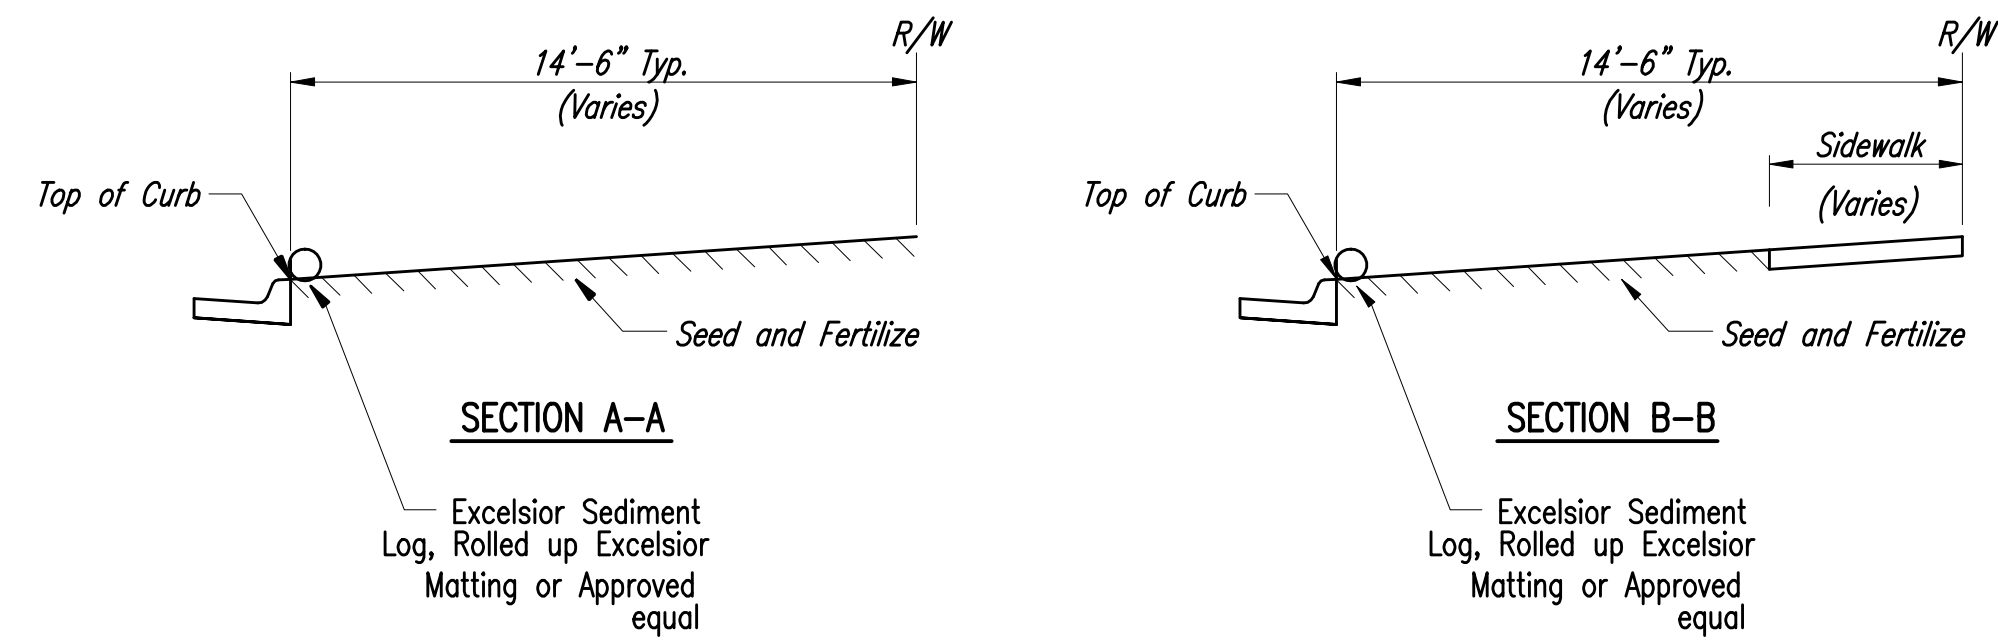 R/W
14'-6" Typ.
(Varies)
Top of Curb
Seed and Fertilize
SECTION A-A
Excelsior Sediment
Log, Rolled up Excelsior
Matting or Approved
equal
R/W
14'-6" Typ.
(Varies)
Sidewalk
(Varies)
Top of Curb
Seed and Fertilize
SECTION B-B
Excelsior Sediment
Log, Rolled up Excelsior
Matting or Approved
equal